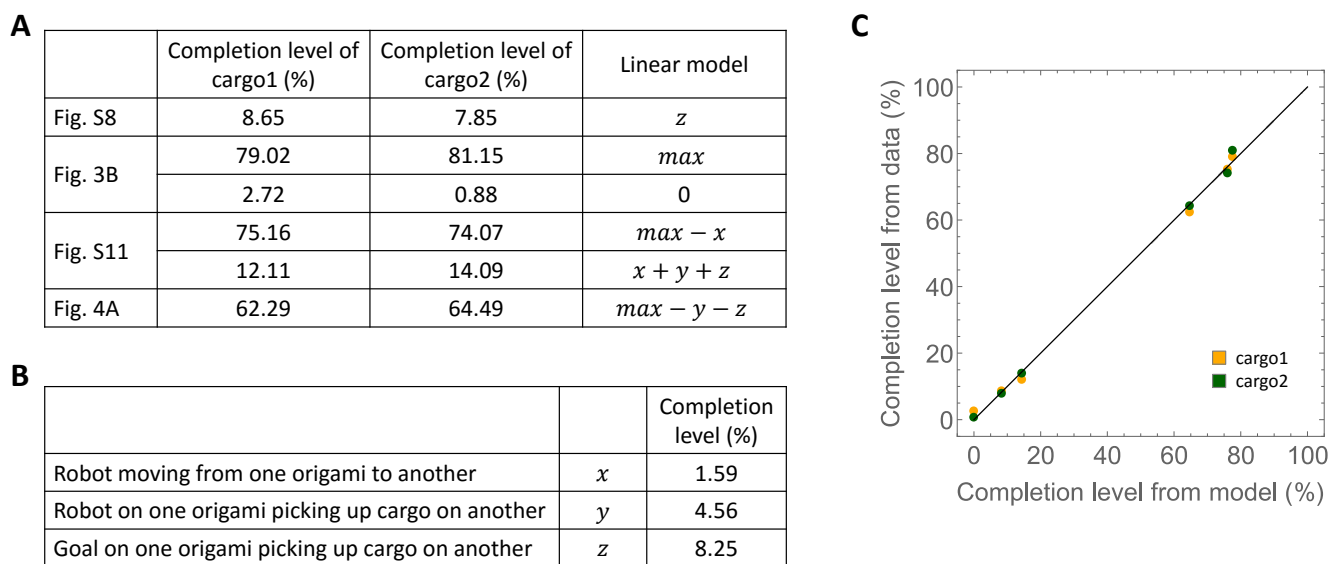 A
Completion level of cargo1 (%) Completion level of cargo2 (%) Linear model
Fig. S8 8.65 7.85 z
Fig. 3B 79.02 81.15 max
2.72 0.88 0
Fig. S11 75.16 74.07 max − x
12.11 14.09 x + y + z
Fig. 4A 62.29 64.49 max − y − z
B
Completion level (%)
Robot moving from one origami to another x 1.59
Robot on one origami picking up cargo on another y 4.56
Goal on one origami picking up cargo on another z 8.25
C
Completion level from data (%)
100
80
60
40
20
0
cargo1
cargo2
0 20 40 60 80 100
Completion level from model (%)